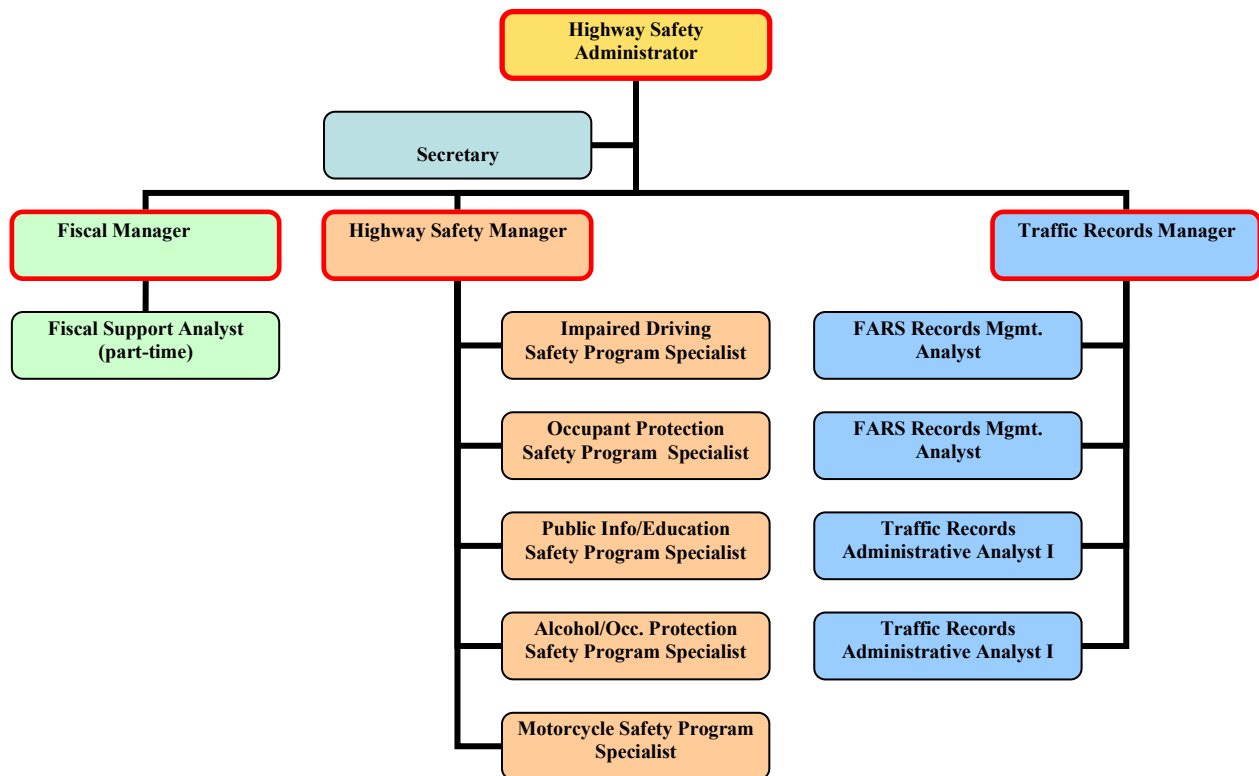 Highway Safety
Administrator
Secretary
Fiscal Manager
Highway Safety Manager
Traffic Records Manager
Fiscal Support Analyst
(part-time)
Impaired Driving
Safety Program Specialist
FARS Records Mgmt.
Analyst
Occupant Protection
Safety Program  Specialist
FARS Records Mgmt.
Analyst
Public Info/Education
Safety Program Specialist
Traffic Records
Administrative Analyst I
Alcohol/Occ. Protection
Safety Program Specialist
Traffic Records
Administrative Analyst I
Motorcycle Safety Program
Specialist